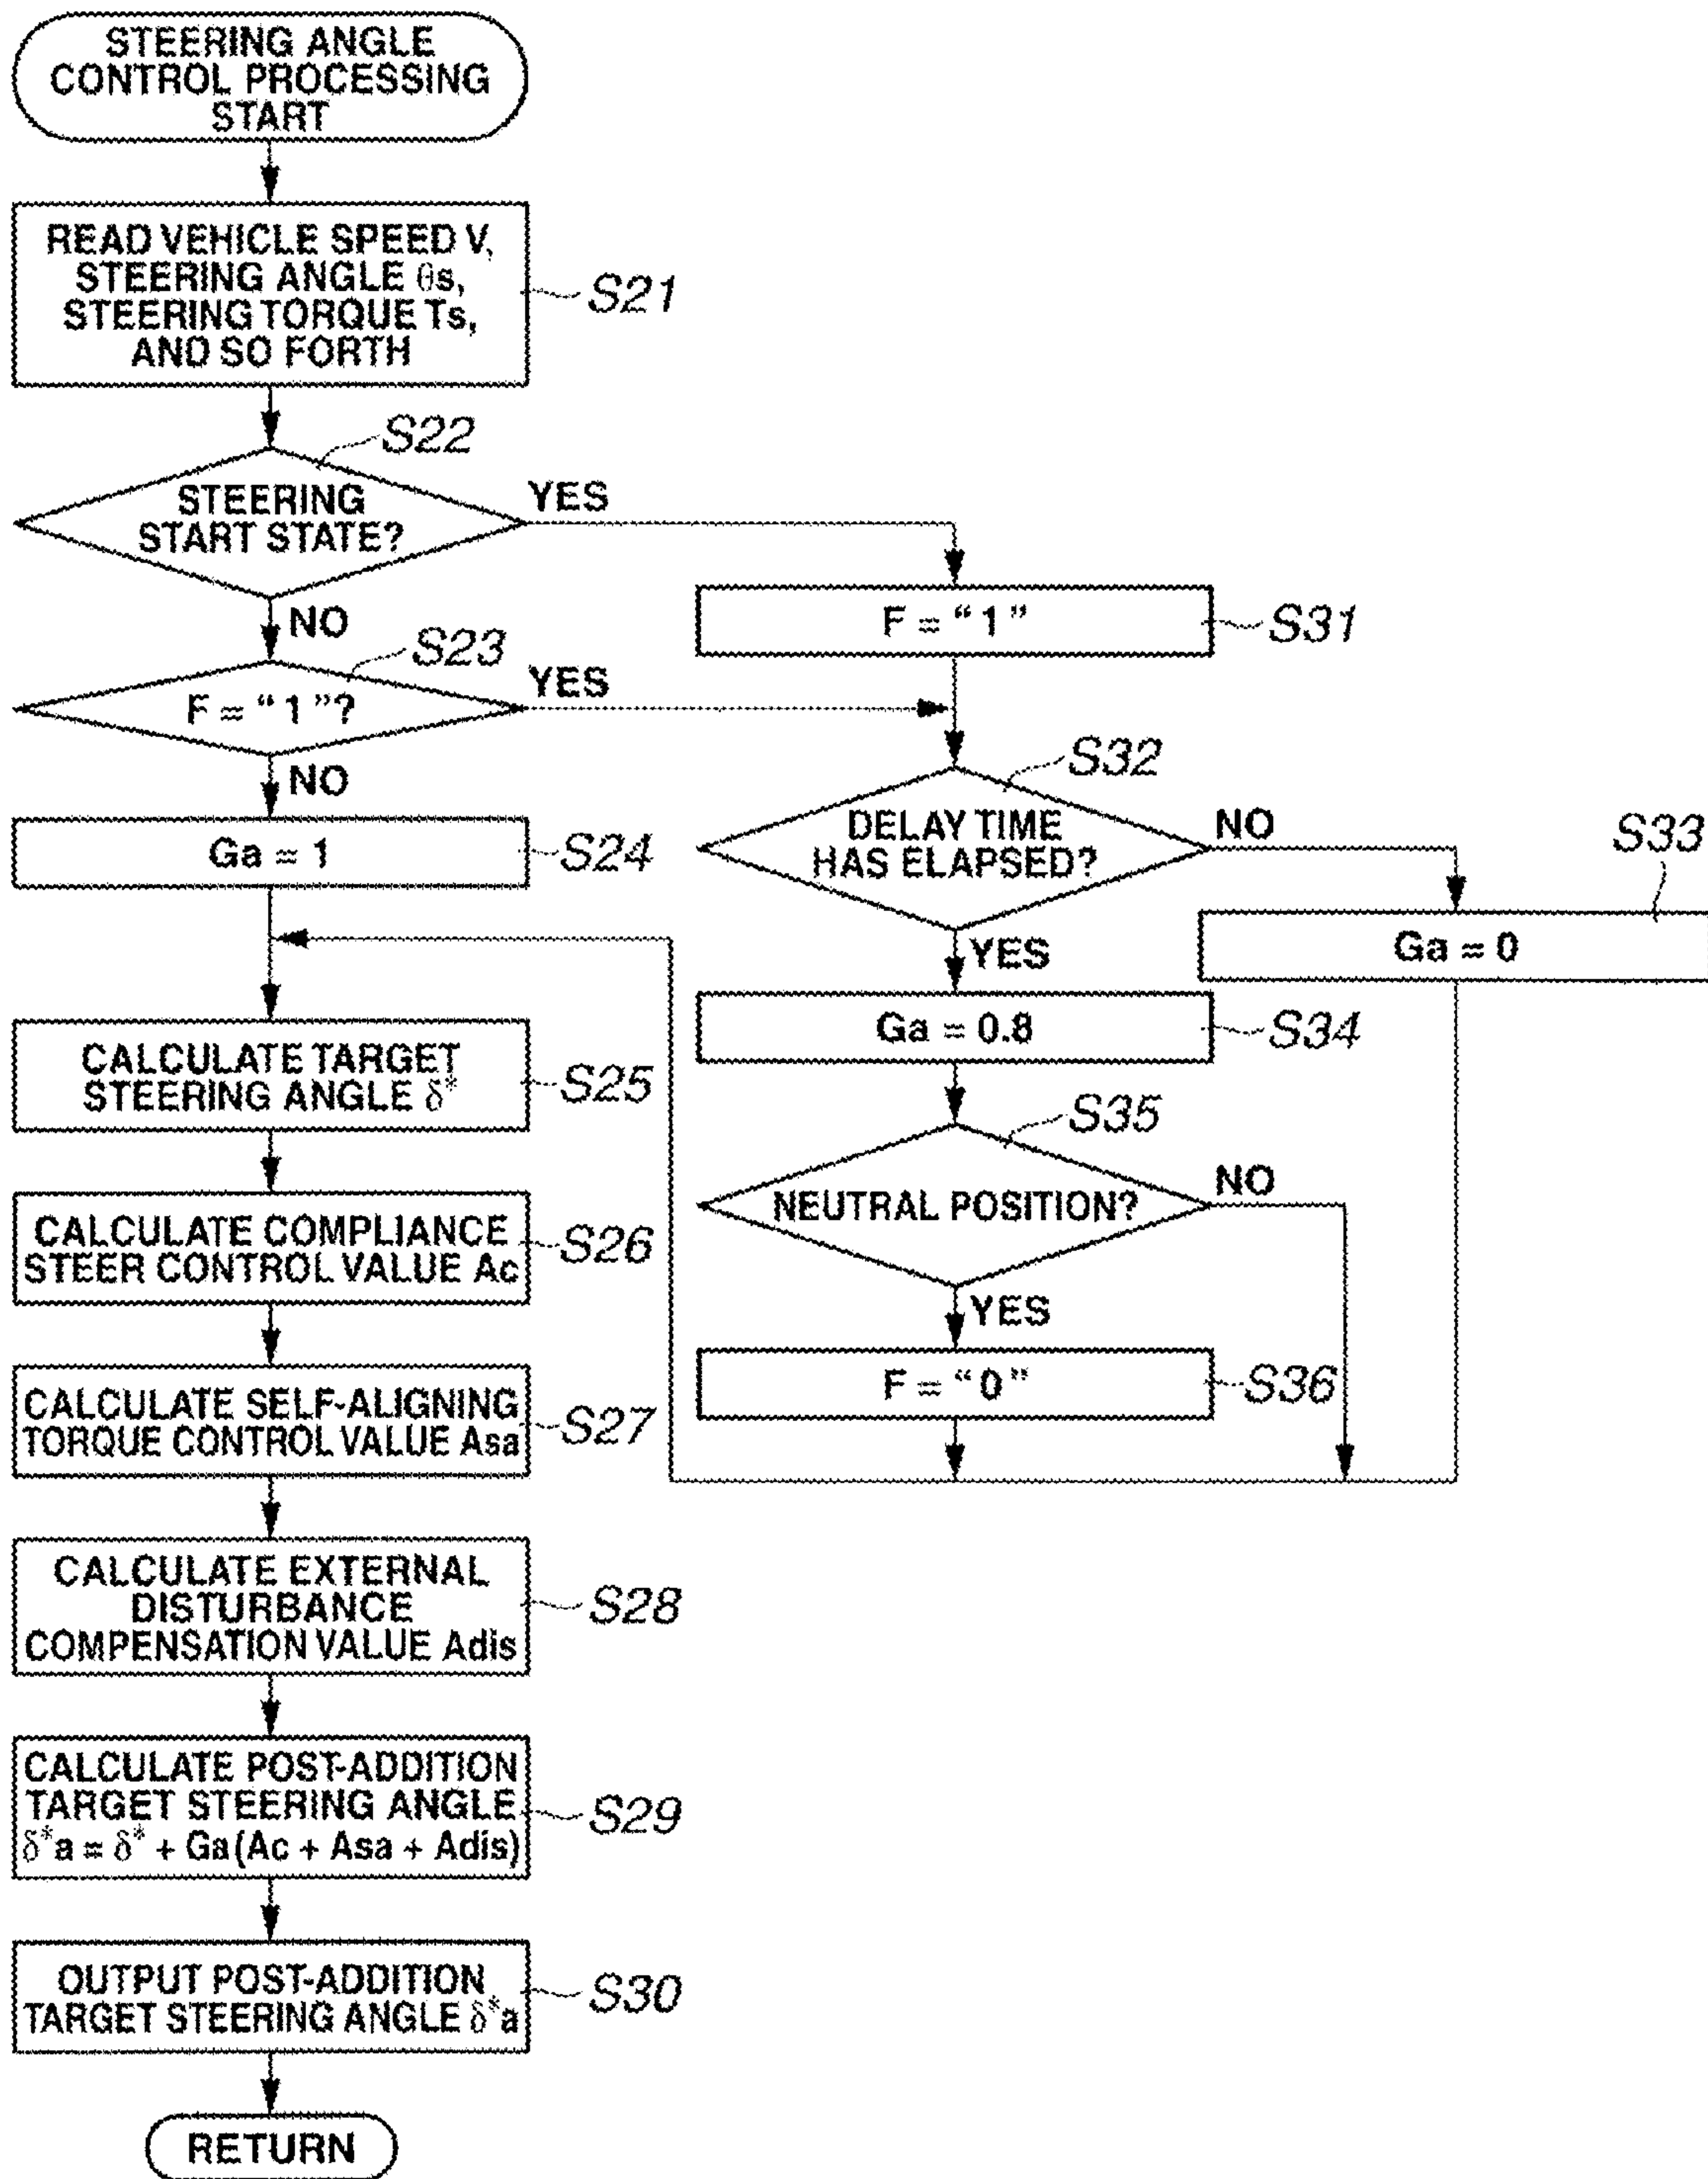 STEERING ANGLE
CONTROL PROCESSING
START
READ VEHICLE SPEED V,
STEERING ANGLE θs,
STEERING TORQUE Ts,
AND SO FORTH
S21
S22
STEERING
START STATE?
YES
NO
F = “1”
S31
S23
F = “1”?
YES
NO
Ga = 1
S24
S32
DELAY TIME
HAS ELAPSED?
NO
YES
S33
Ga = 0
Ga = 0.8
S34
S35
NEUTRAL POSITION?
NO
YES
F = “0”
S36
CALCULATE TARGET
STEERING ANGLE δ*
S25
CALCULATE COMPLIANCE
STEER CONTROL VALUE Ac
S26
CALCULATE SELF-ALIGNING
TORQUE CONTROL VALUE Asa
S27
CALCULATE EXTERNAL
DISTURBANCE
COMPENSATION VALUE Adis
S28
CALCULATE POST-ADDITION
TARGET STEERING ANGLE
δ*a = δ* + Ga(Ac + Asa + Adis)
S29
OUTPUT POST-ADDITION
TARGET STEERING ANGLE δ*a
S30
RETURN